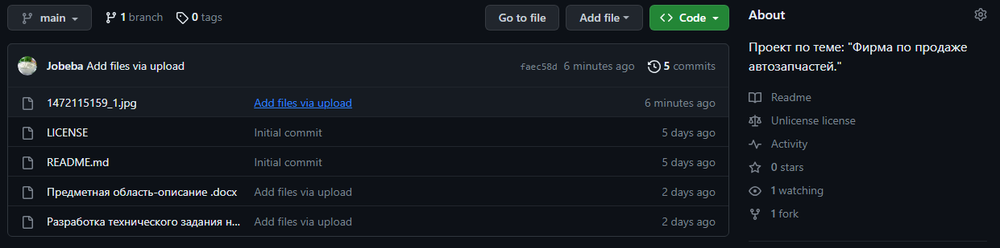 main 1 branch 0 tags Go to file Add file Code
About
Проект по теме: "Фирма по продаже
автозапчастей."
Readme
Unlicense license
Activity
0 stars
1 watching
1 fork
Jobeba Add files via upload faec58d 6 minutes ago 5 commits
1472115159_1.jpg Add files via upload 6 minutes ago
LICENSE Initial commit 5 days ago
README.md Initial commit 5 days ago
Предметная область-описание .docx Add files via upload 2 days ago
Разработка технического задания н... Add files via upload 2 days ago